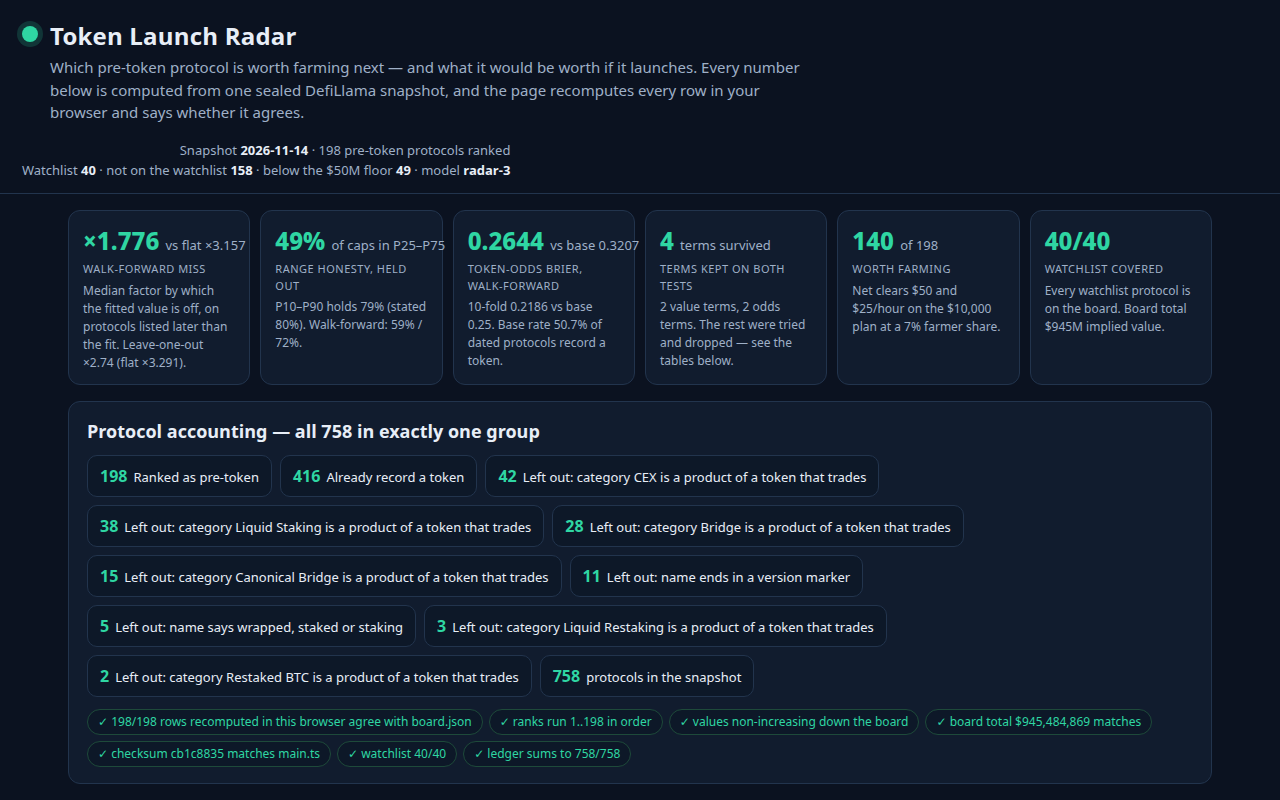 Token Launch Radar
Which pre-token protocol is worth farming next — and what it would be worth if it launches. Every number
below is computed from one sealed DefiLlama snapshot, and the page recomputes every row in your
browser and says whether it agrees.
Snapshot 2026-11-14 · 198 pre-token protocols ranked
Watchlist 40 · not on the watchlist 158 · below the $50M floor 49 · model radar-3
×1.776 vs flat ×3.157
WALK-FORWARD MISS
Median factor by which
the fitted value is off, on
protocols listed later than
the fit. Leave-one-out
×2.74 (flat ×3.291).
49% of caps in P25–P75
RANGE HONESTY, HELD
OUT
P10–P90 holds 79% (stated
80%). Walk-forward: 59% /
72%.
0.2644 vs base 0.3207
TOKEN-ODDS BRIER,
WALK-FORWARD
10-fold 0.2186 vs base
0.25. Base rate 50.7% of
dated protocols record a
token.
4 terms survived
TERMS KEPT ON BOTH
TESTS
2 value terms, 2 odds
terms. The rest were tried
and dropped — see the
tables below.
140 of 198
WORTH FARMING
Net clears $50 and
$25/hour on the $10,000
plan at a 7% farmer share.
40/40
WATCHLIST COVERED
Every watchlist protocol is
on the board. Board total
$945M implied value.
Protocol accounting — all 758 in exactly one group
198 Ranked as pre-token
416 Already record a token
42 Left out: category CEX is a product of a token that trades
38 Left out: category Liquid Staking is a product of a token that trades
28 Left out: category Bridge is a product of a token that trades
15 Left out: category Canonical Bridge is a product of a token that trades
11 Left out: name ends in a version marker
5 Left out: name says wrapped, staked or staking
3 Left out: category Liquid Restaking is a product of a token that trades
2 Left out: category Restaked BTC is a product of a token that trades
758 protocols in the snapshot
✓ 198/198 rows recomputed in this browser agree with board.json
✓ ranks run 1..198 in order
✓ values non-increasing down the board
✓ board total $945,484,869 matches
✓ checksum cb1c8835 matches main.ts
✓ watchlist 40/40
✓ ledger sums to 758/758